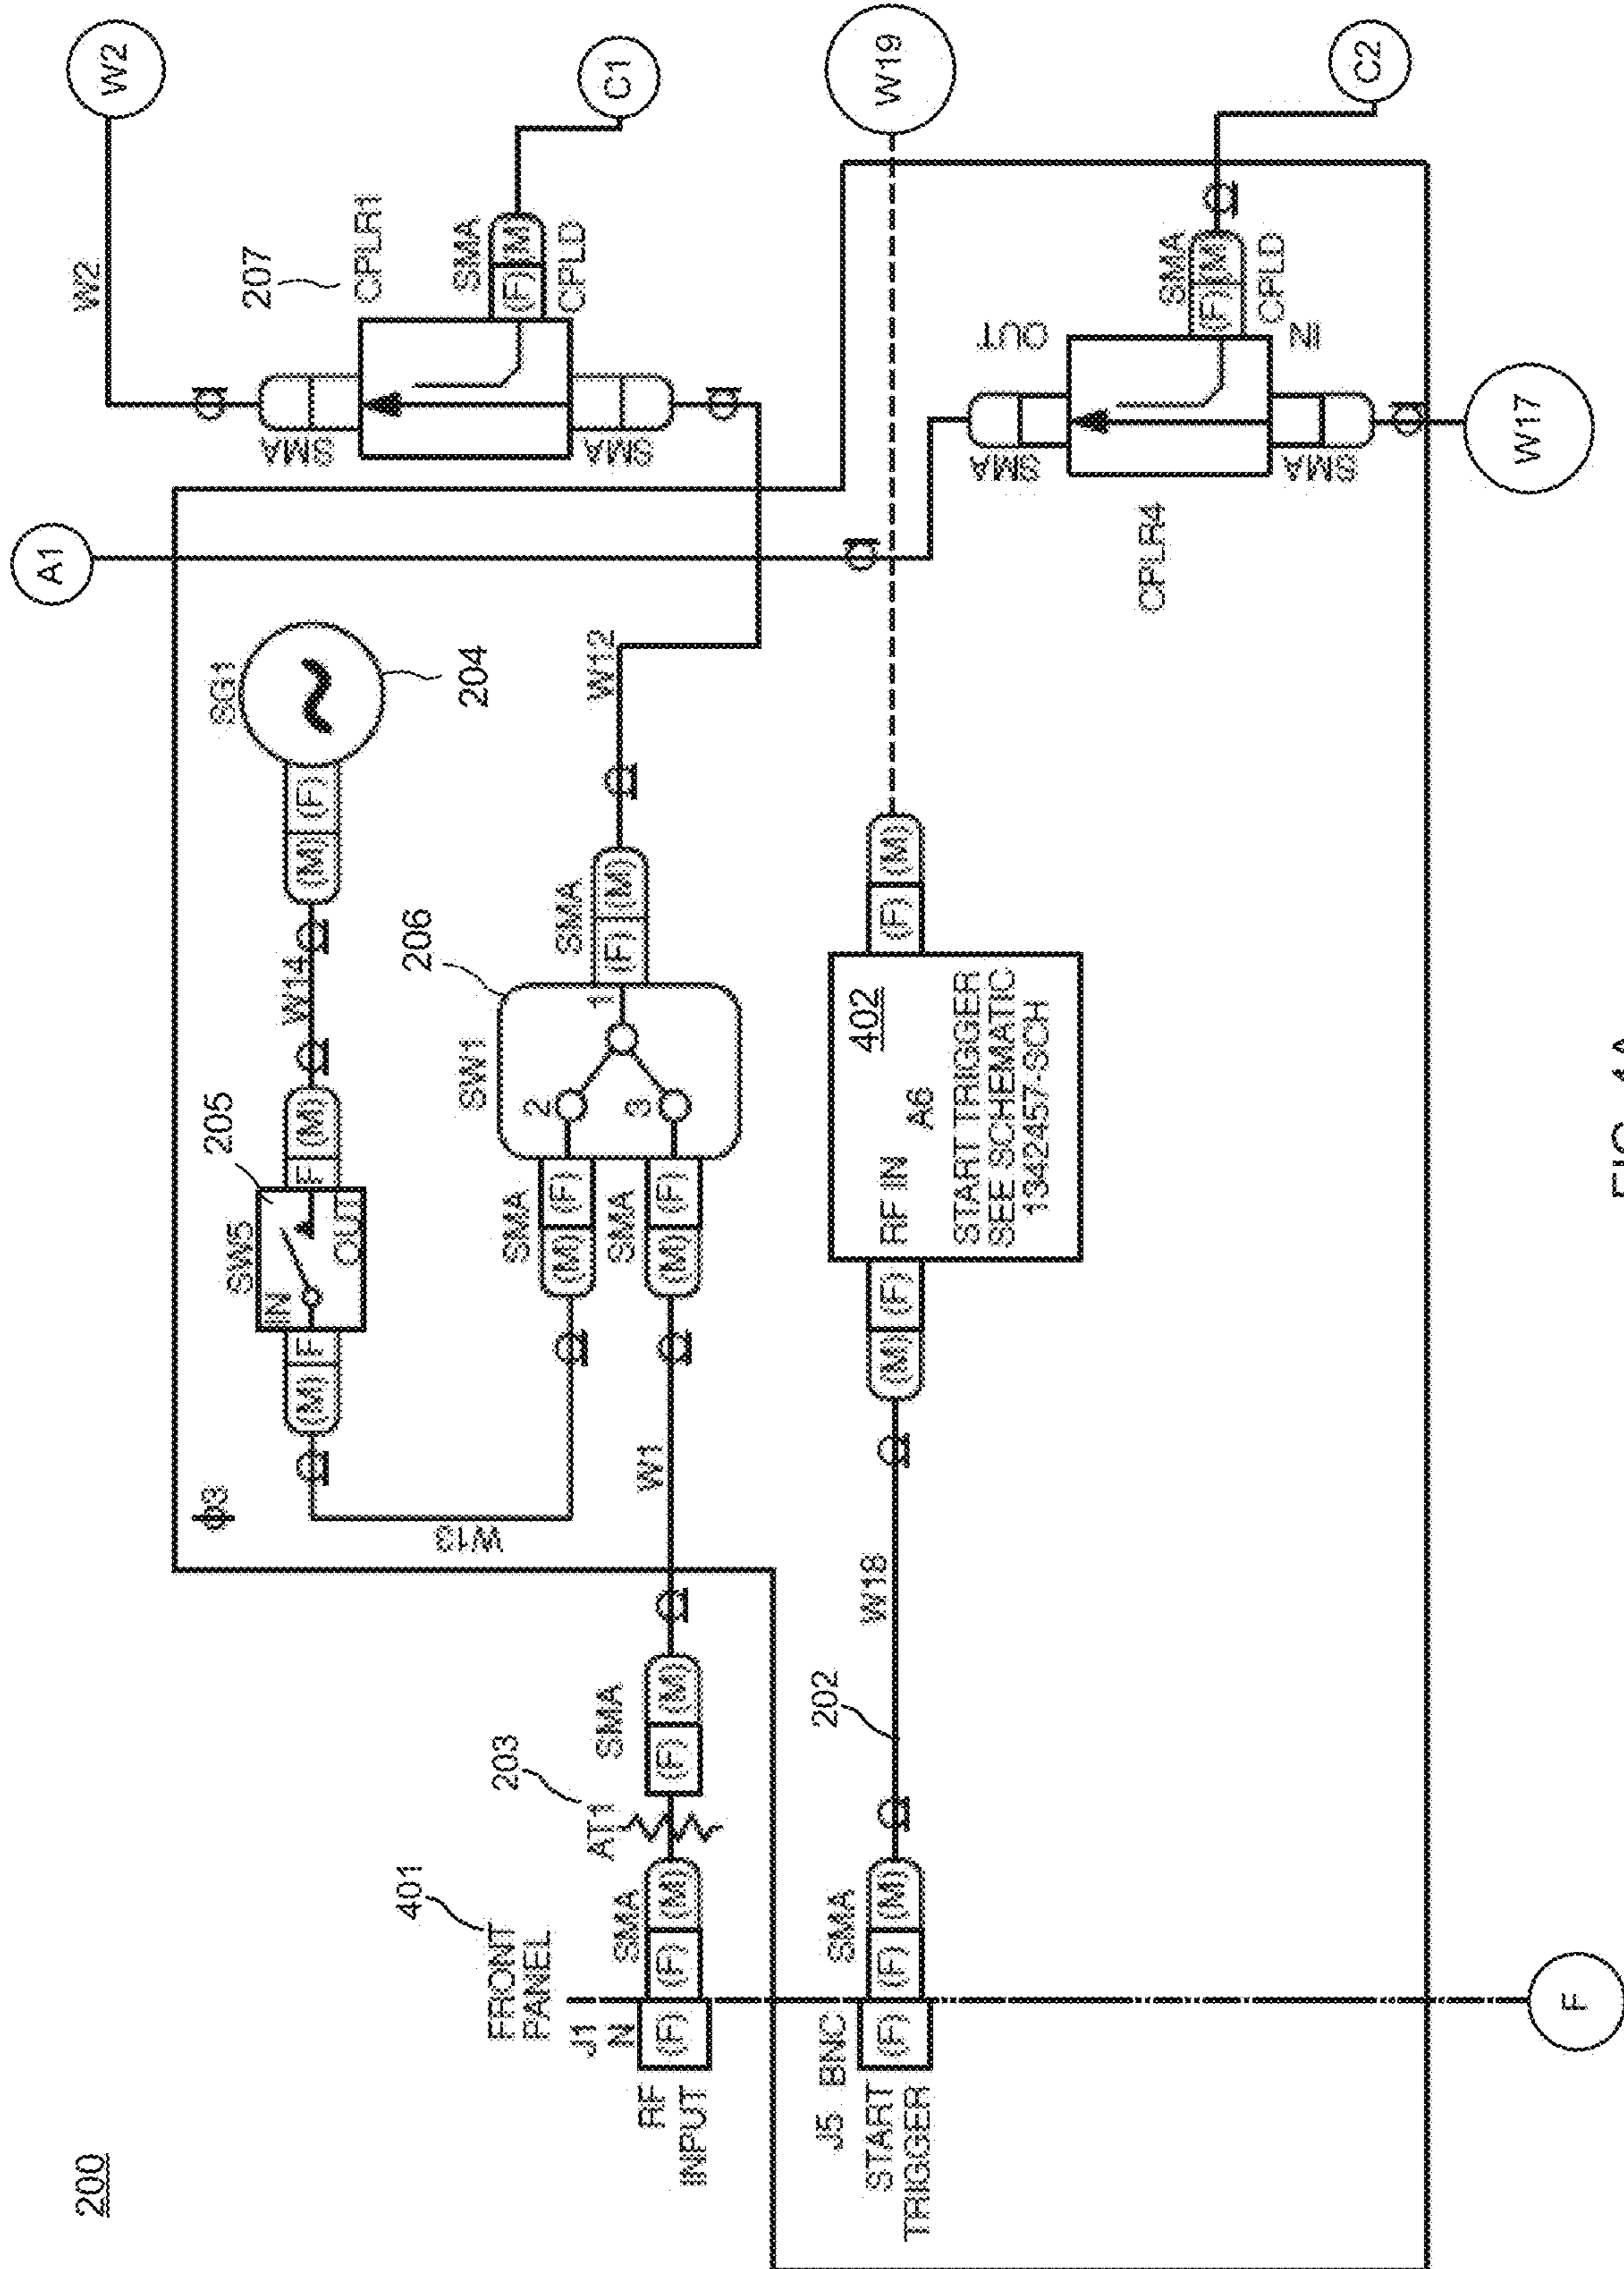 200
FRONT
PANEL
401
J1
N
RF
INPUT
(F)
(F)
(M)
SMA
AT1
203
(F)
(M)
SMA
W1
J5 BNC
START
TRIGGER
(F)
(F)
(M)
SMA
202
W18
F
ϕ3
W13
(M)
F
IN
SW5
OUT
205
F
(M)
W14
(M)
(F)
SG1
204
SMA
(M)
(F)
SMA
(M)
(F)
SW1
2
3
1
206
SMA
(F)
(M)
W12
(M)
(F)
RF IN
402
A6
START TRIGGER
SEE SCHEMATIC
1342457-SCH
(F)
(M)
A1
W2
W2
SMA
SMA
207
CPLR1
SMA
(F)
(M)
CPLD
C1
W19
CPLR4
SMA
OUT
SMA
IN
SMA
(F)
(M)
CPLD
C2
W17
FIG. 4A